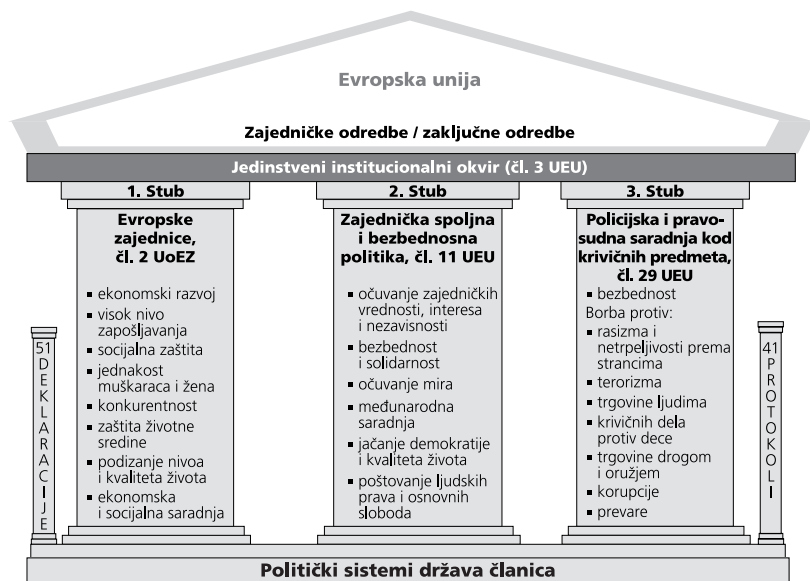 Evropska unija
Zajedničke odredbe / zaključne odredbe
Jedinstveni institucionalni okvir (čl. 3 UEU)
1. Stub
Evropske
zajednice,
čl. 2 UoEZ
▪ ekonomski razvoj
▪ visok nivo
zapošljavanja
▪ socijalna zaštita
▪ jednakost
muškaraca i žena
▪ konkurentnost
▪ zaštita životne
sredine
▪ podizanje nivoa
i kvaliteta života
▪ ekonomska
i socijalna saradnja
2. Stub
Zajednička spoljna
i bezbednosna
politika, čl. 11 UEU
▪ očuvanje zajedničkih
vrednosti, interesa
i nezavisnosti
▪ bezbednost
i solidarnost
▪ očuvanje mira
▪ međunarodna
saradnja
▪ jačanje demokratije
i kvaliteta života
▪ poštovanje ljudskih
prava i osnovnih
sloboda
3. Stub
Policijska i pravo-
sudna saradnja kod
krivičnih predmeta,
čl. 29 UEU
▪ bezbednost
Borba protiv:
▪ rasizma i
netrpeljivosti prema
strancima
▪ terorizma
▪ trgovine ljudima
▪ krivičnih dela
protiv dece
▪ trgovine drogom
i oružjem
▪ korupcije
▪ prevare
51
DEKLARACIJE
41
PROTOKOLI
Politički sistemi država članica